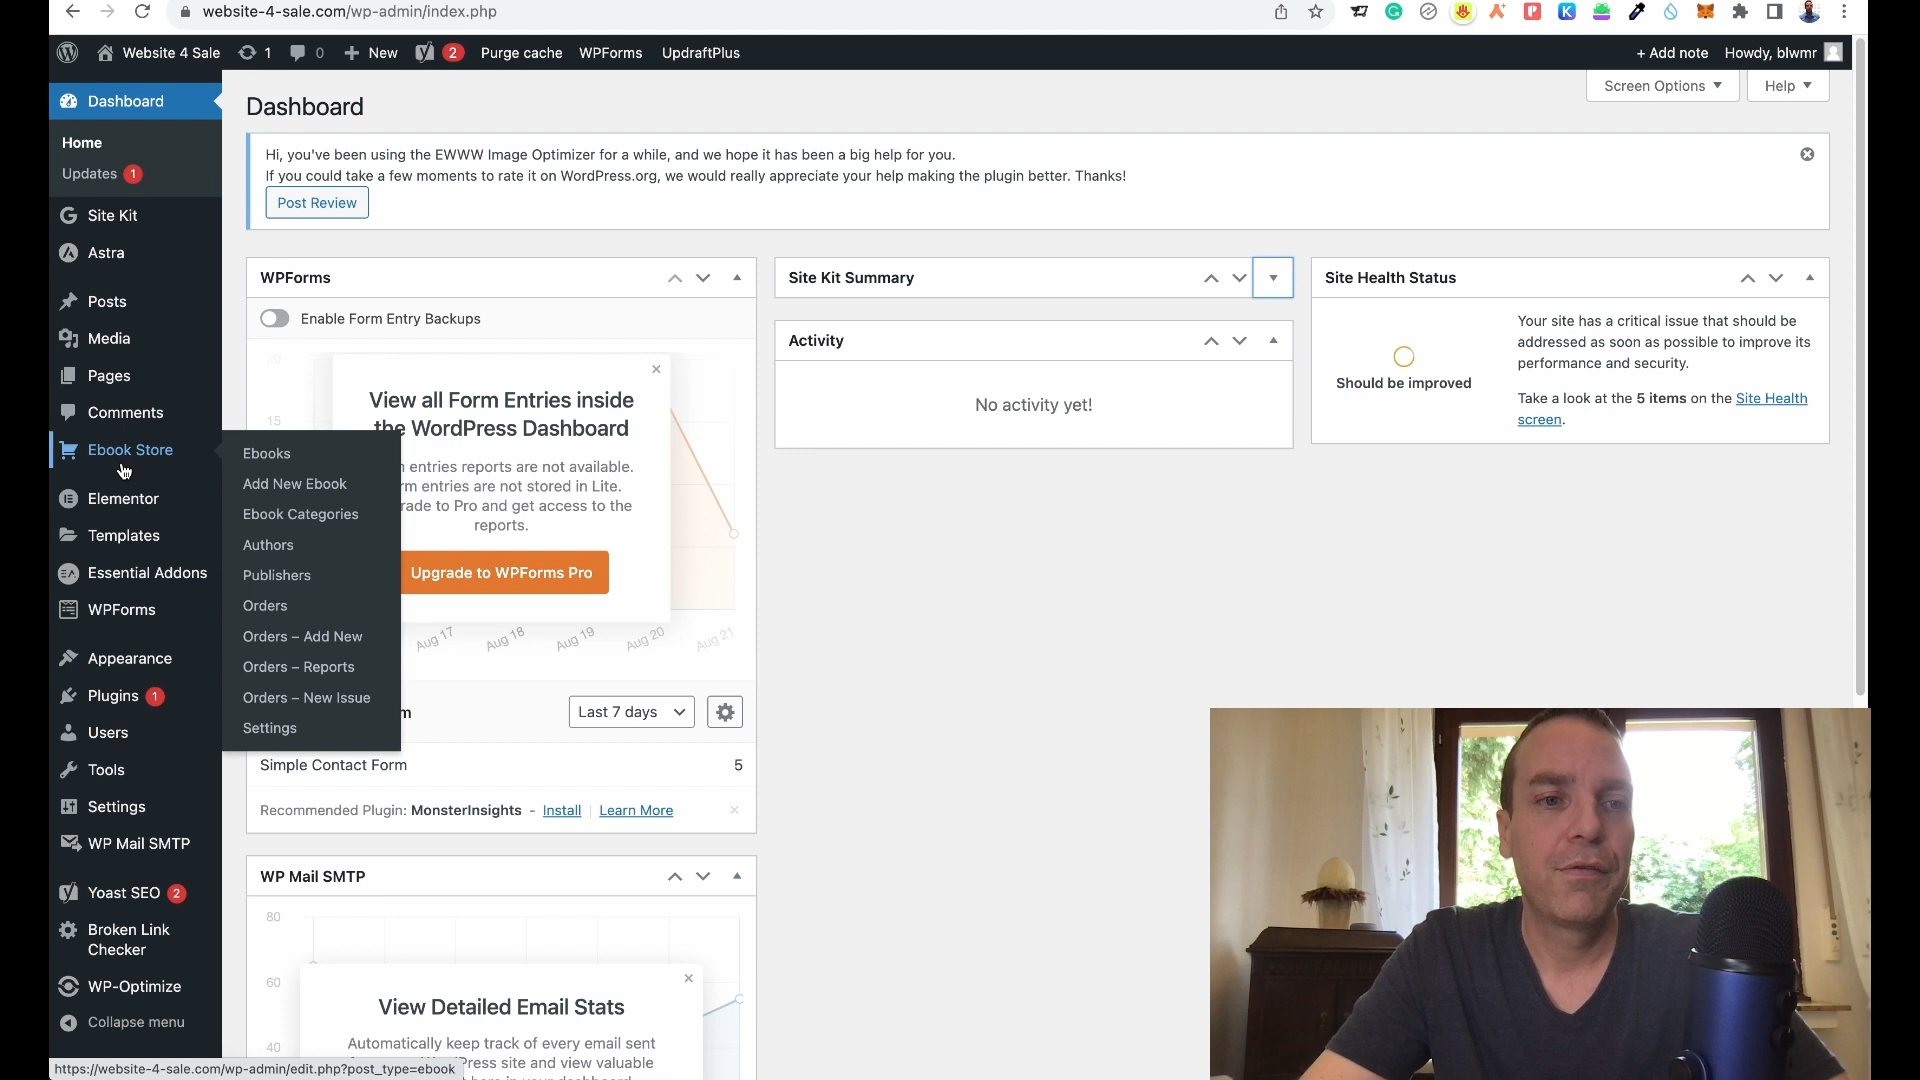 website-4-sale.com/wp-admin/index.php
Website 4 Sale 1 0 New 2 Purge cache WPForms UpdraftPlus
+ Add note Howdy, blwmr
Dashboard
Home
Updates 1
Site Kit
Astra
Posts
Media
Pages
Comments
Ebook Store
Elementor
Templates
Essential Addons
WPForms
Appearance
Plugins 1
Users
Tools
Settings
WP Mail SMTP
Yoast SEO 2
Broken Link
Checker
WP-Optimize
Collapse menu
https://website-4-sale.com/wp-admin/edit.php?post_type=ebook
Ebooks
Add New Ebook
Ebook Categories
Authors
Publishers
Orders
Orders – Add New
Orders – Reports
Orders – New Issue
Settings
Dashboard
Screen Options
Help
Hi, you've been using the EWWW Image Optimizer for a while, and we hope it has been a big help for you.
If you could take a few moments to rate it on WordPress.org, we would really appreciate your help making the plugin better. Thanks!
Post Review
WPForms
Enable Form Entry Backups
20
15
View all Form Entries inside
the WordPress Dashboard
entries reports are not available.
entries are not stored in Lite.
to Pro and get access to the
reports.
Upgrade to WPForms Pro
Aug 17 Aug 18 Aug 19 Aug 20 Aug 21
Last 7 days
Simple Contact Form 5
Recommended Plugin: MonsterInsights - Install | Learn More
WP Mail SMTP
80
60
40
View Detailed Email Stats
Automatically keep track of every email sent
site and view valuable
Site Kit Summary
Activity
No activity yet!
Site Health Status
Should be improved
Your site has a critical issue that should be
addressed as soon as possible to improve its
performance and security.
Take a look at the 5 items on the Site Health
screen.